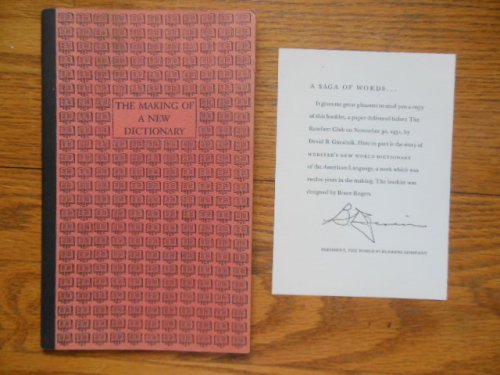 THE MAKING OF
A NEW
DICTIONARY
A SAGA OF WORDS . . .
It gives me great pleasure to send you a copy
of this booklet, a paper delivered before The
Rowfant Club on November 30, 1951, by
David B. Guralnik. Here in part is the story of
WEBSTER'S NEW WORLD DICTIONARY
of the American Language, a work which was
twelve years in the making. The booklet was
designed by Bruce Rogers.
PRESIDENT, THE WORLD PUBLISHING COMPANY